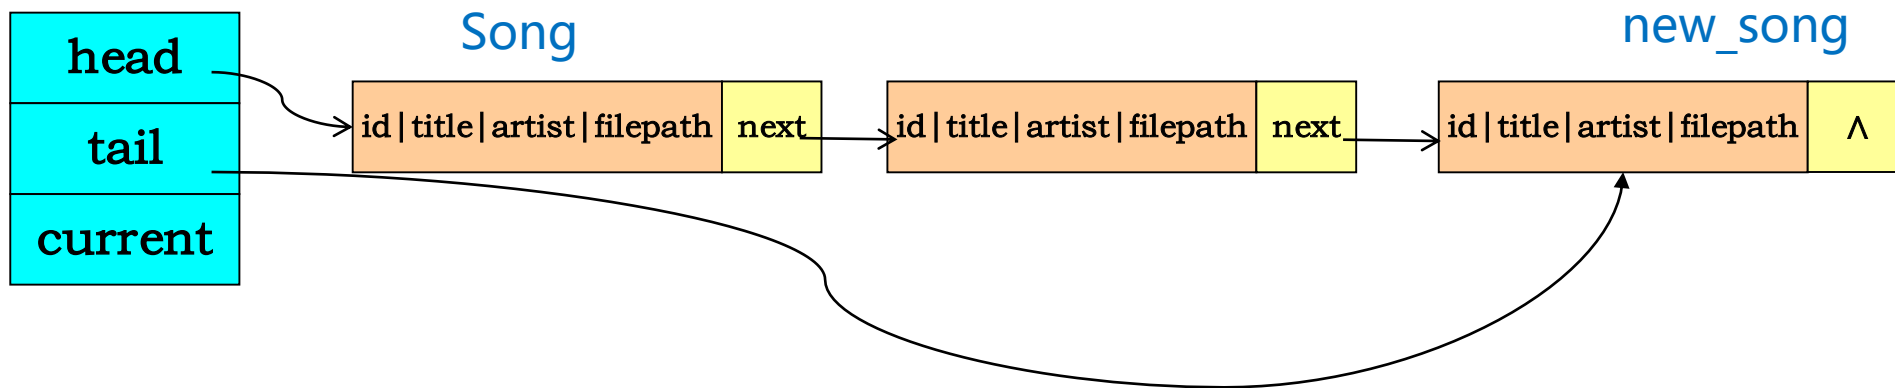 head
tail
current
Song
new_song
id|title|artist|filepath
next
id|title|artist|filepath
next
id|title|artist|filepath
∧